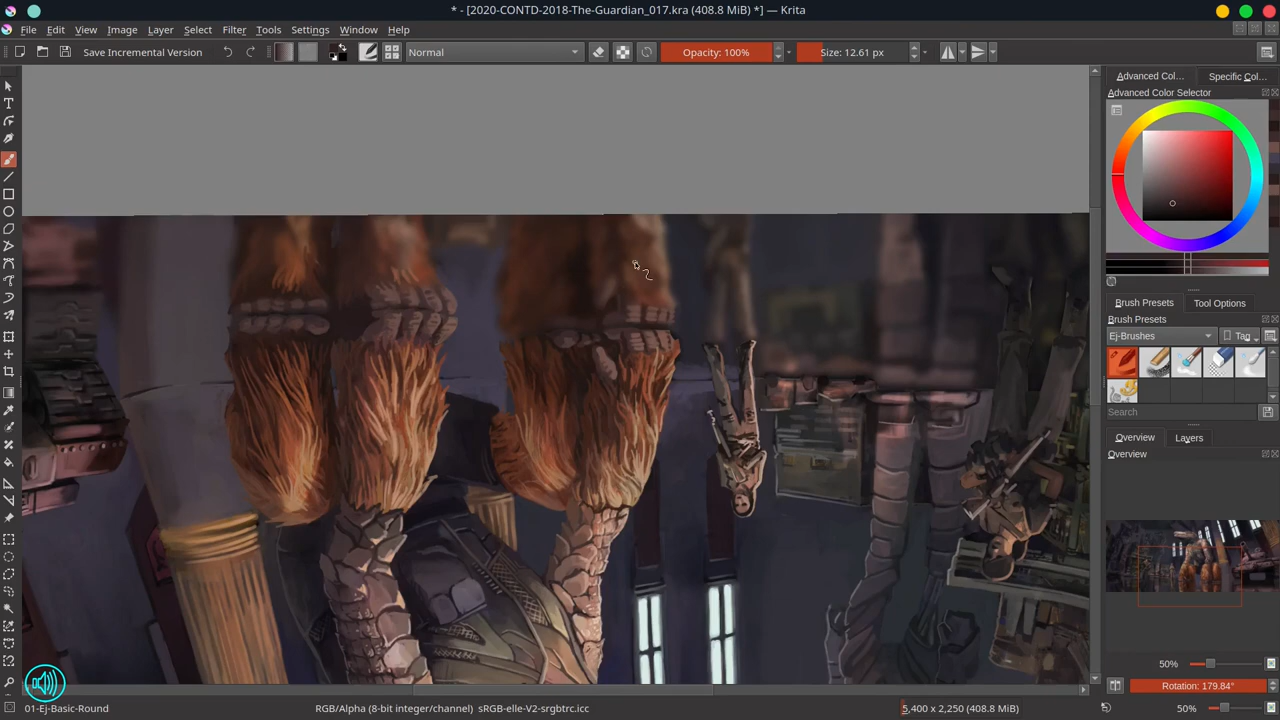 * - [2020-CONTD-2018-The-Guardian_017.kra (408.8 MiB) *] — Krita
File Edit View Image Layer Select Filter Tools Settings Window Help
Save Incremental Version Normal Opacity: 100% Size: 12.61 px
Advanced Col... Specific Col...
Advanced Color Selector
Brush Presets Tool Options
Brush Presets
Ej-Brushes Tag
Search
Overview Layers
Overview
50%
Rotation: 179.84°
01-Ej-Basic-Round RGB/Alpha (8-bit integer/channel) sRGB-elle-V2-srgbtrc.icc 5,400 x 2,250 (408.8 MiB) 50%